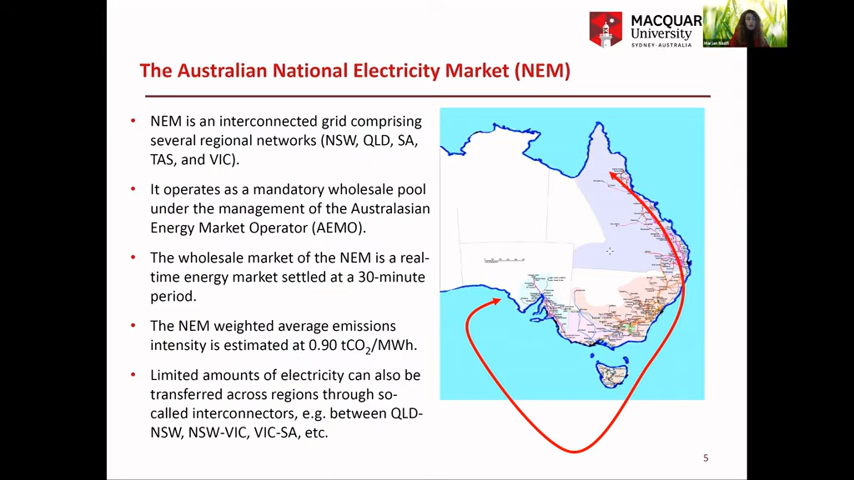 MACQUAR
University
SYDNEY·AUSTRALIA
The Australian National Electricity Market (NEM)
• NEM is an interconnected grid comprising
several regional networks (NSW, QLD, SA,
TAS, and VIC).
• It operates as a mandatory wholesale pool
under the management of the Australasian
Energy Market Operator (AEMO).
• The wholesale market of the NEM is a real-
time energy market settled at a 30-minute
period.
• The NEM weighted average emissions
intensity is estimated at 0.90 tCO₂/MWh.
• Limited amounts of electricity can also be
transferred across regions through so-
called interconnectors, e.g. between QLD-
NSW, NSW-VIC, VIC-SA, etc.
5